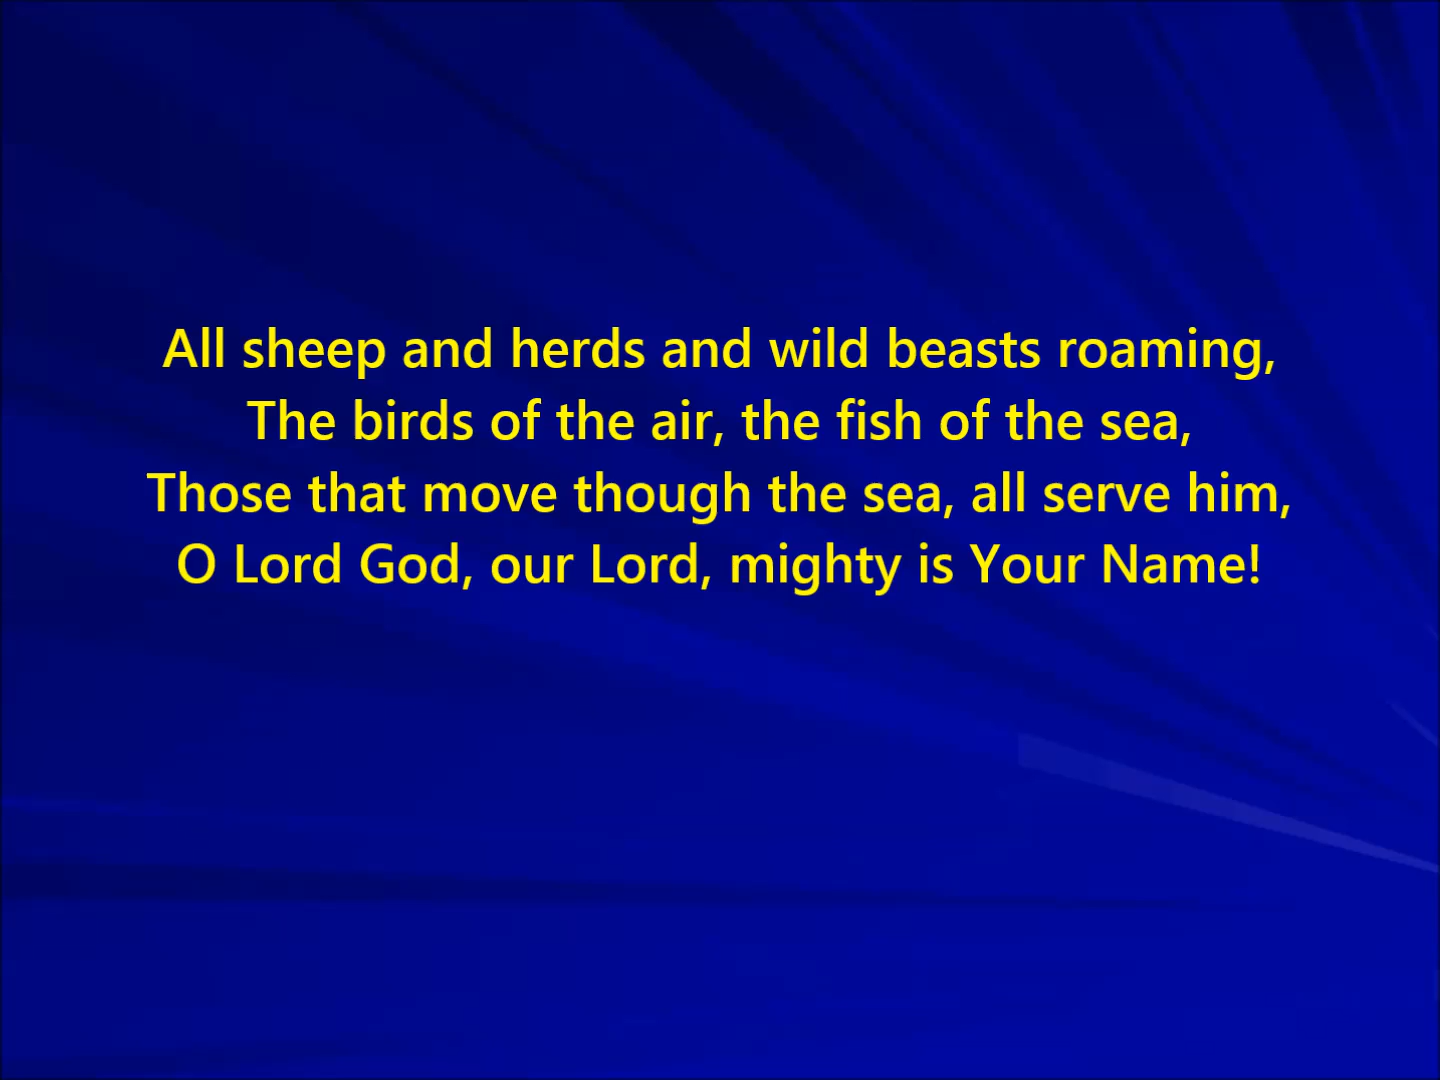 All sheep and herds and wild beasts roaming,
The birds of the air, the fish of the sea,
Those that move though the sea, all serve him,
O Lord God, our Lord, mighty is Your Name!